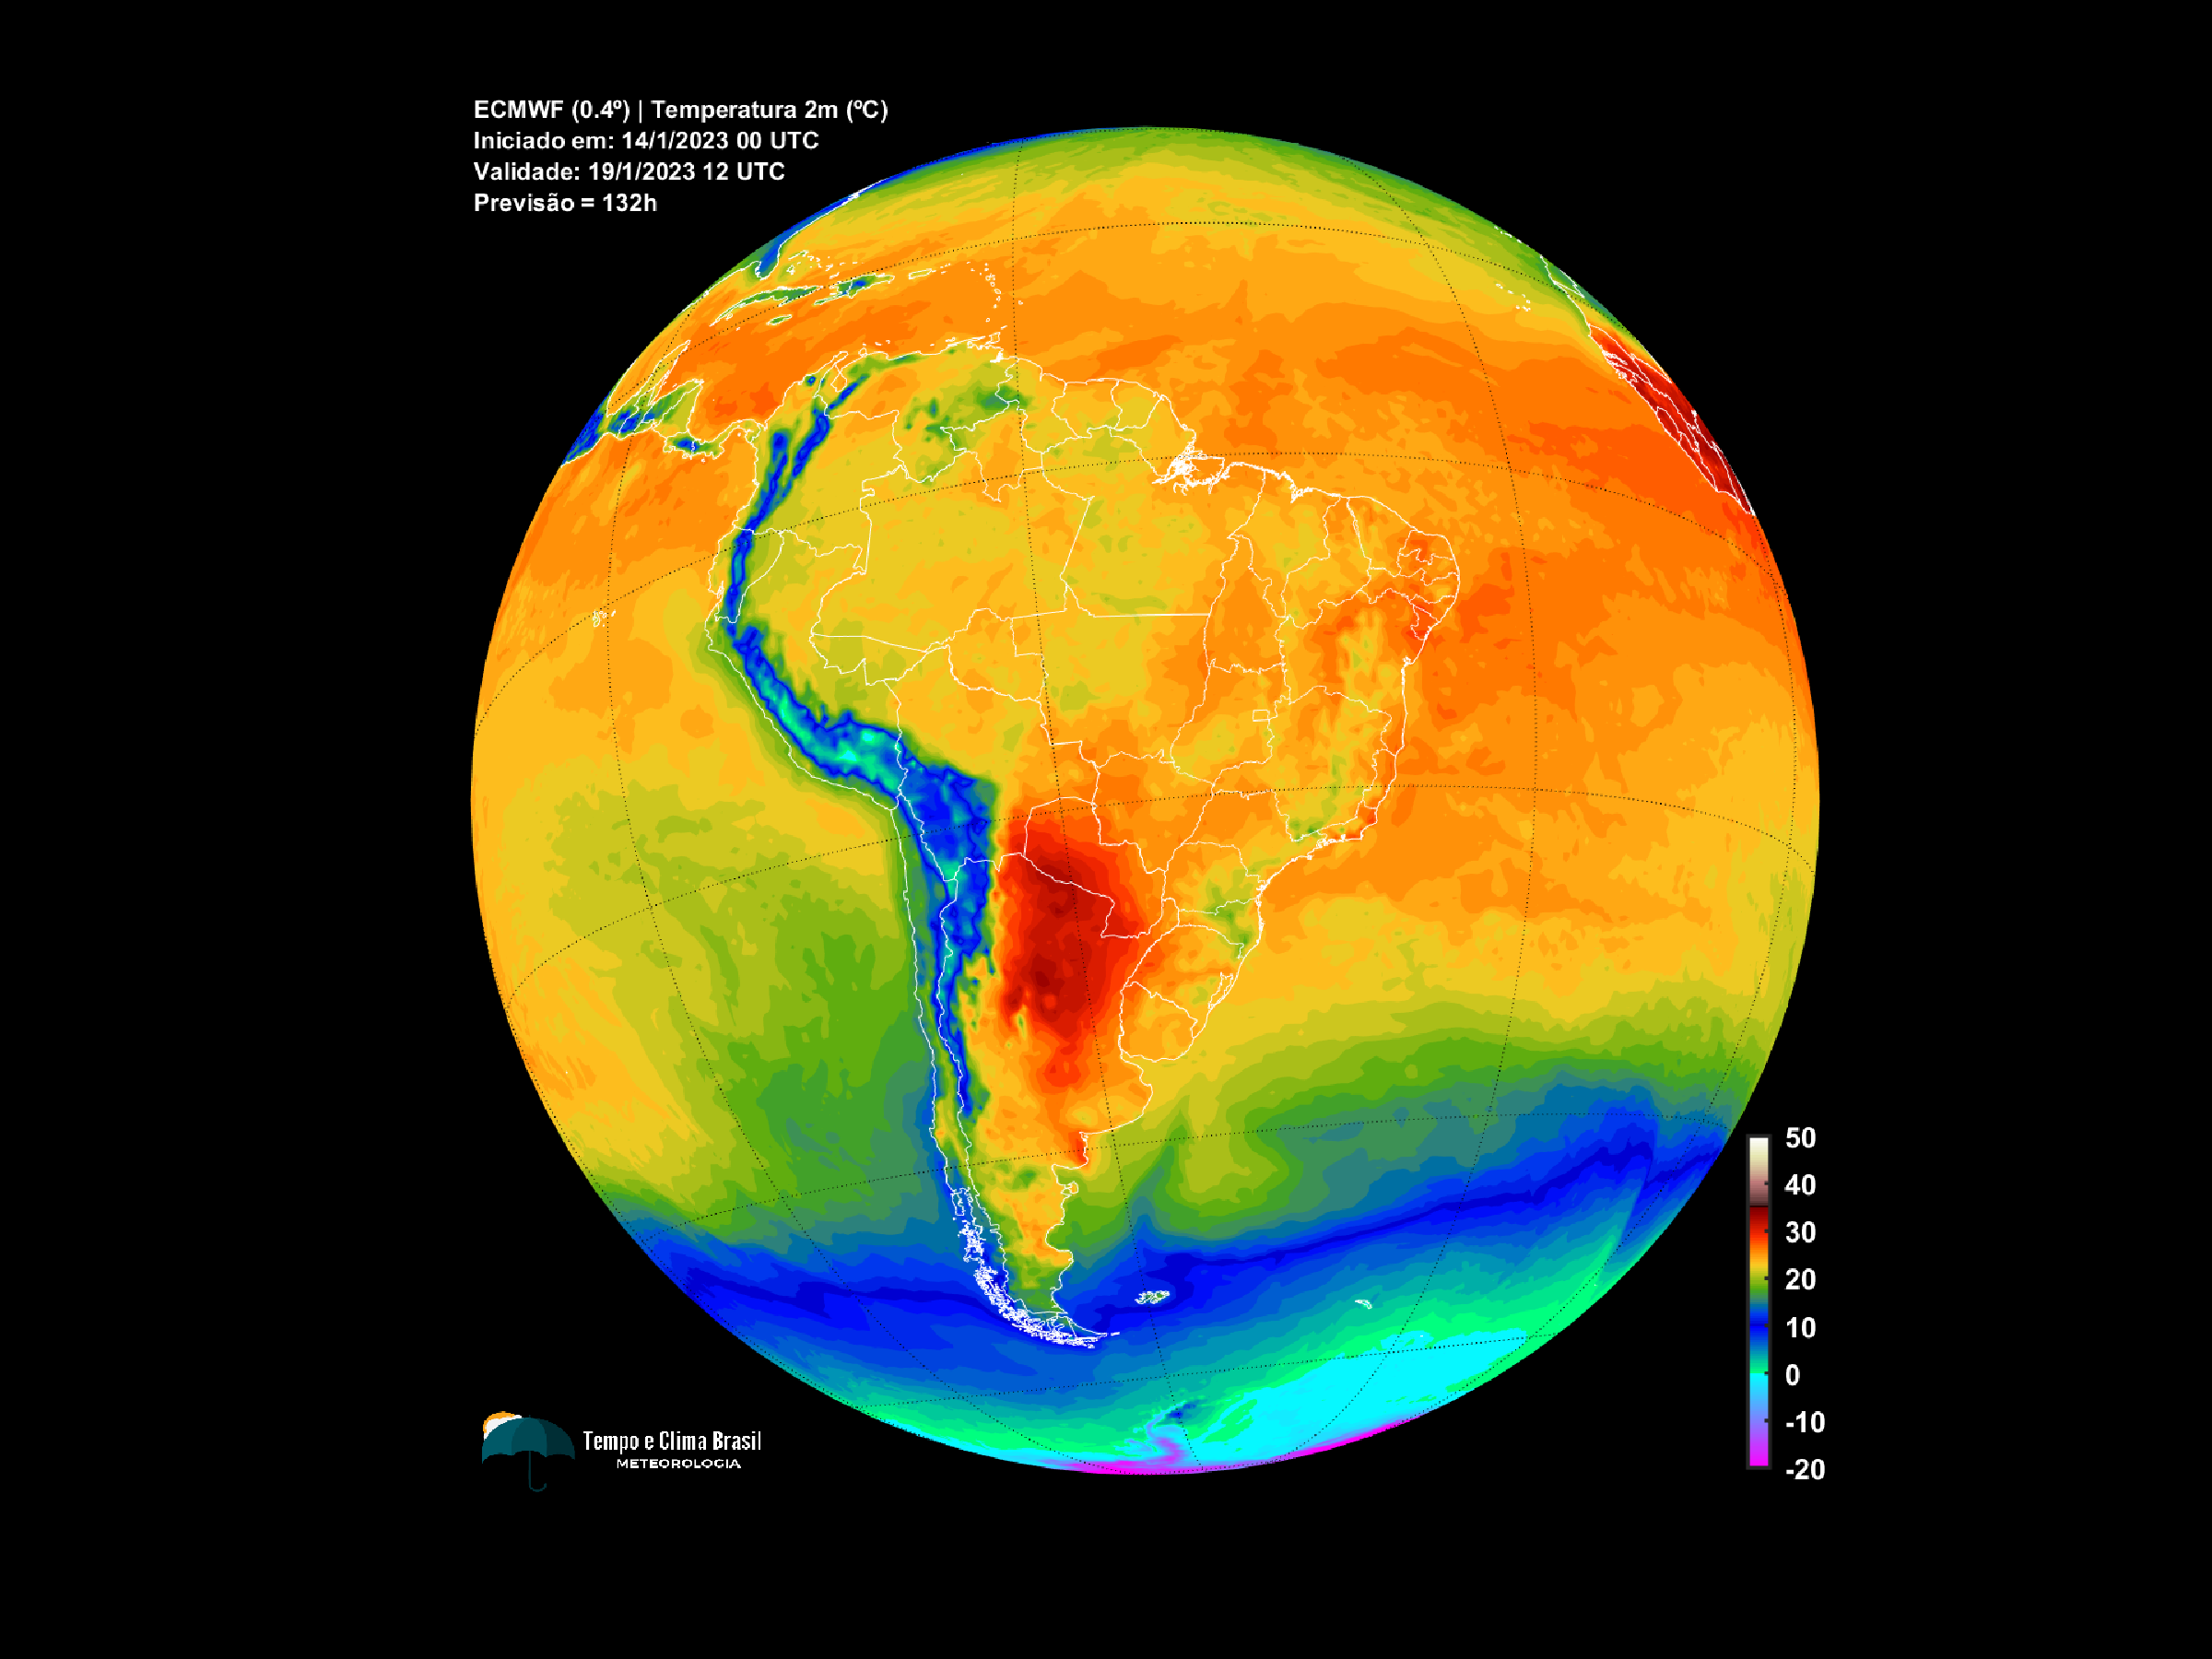 ECMWF (0.4º) | Temperatura 2m (ºC)
Iniciado em: 14/1/2023 00 UTC
Validade: 19/1/2023 12 UTC
Previsão = 132h
50
40
30
20
10
0
-10
-20
Tempo e Clima Brasil
METEOROLOGIA